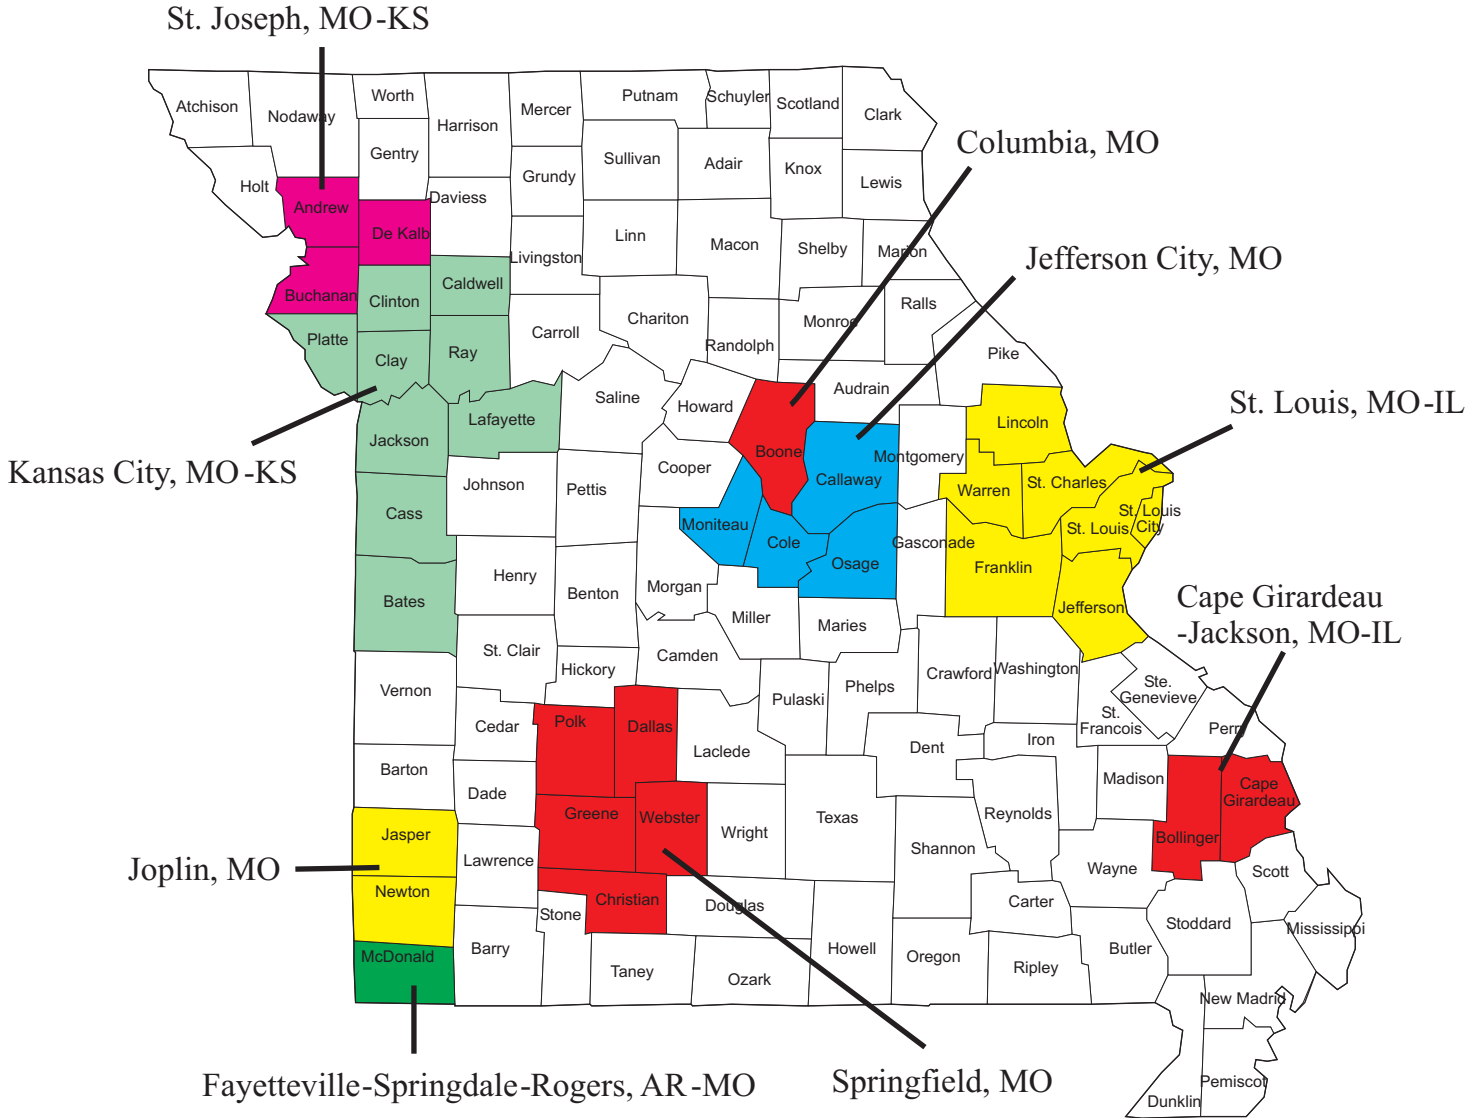 St. Joseph, MO-KS
Atchison
Nodaway
Worth
Harrison
Mercer
Putnam
Schuyler
Scotland
Clark
Gentry
Holt
Andrew
De Kalb
Daviess
Grundy
Sullivan
Adair
Knox
Lewis
Columbia, MO
Livingston
Linn
Macon
Shelby
Marion
Jefferson City, MO
Buchanan
Clinton
Caldwell
Platte
Clay
Ray
Carroll
Chariton
Randolph
Monroe
Ralls
Pike
Audrain
St. Louis, MO-IL
Kansas City, MO-KS
Jackson
Lafayette
Saline
Howard
Boone
Callaway
Montgomery
Lincoln
Warren
St. Charles
St. Louis
St. Louis
City
Johnson
Pettis
Cooper
Moniteau
Cole
Osage
Gasconade
Franklin
Jefferson
Cass
Bates
Henry
Benton
Morgan
Miller
Maries
Cape Girardeau
-Jackson, MO-IL
Vernon
St. Clair
Hickory
Camden
Pulaski
Phelps
Crawford
Washington
Ste.
Genevieve
St.
Francois
Perry
Cedar
Polk
Dallas
Laclede
Dent
Iron
Madison
Cape
Girardeau
Bollinger
Barton
Dade
Greene
Webster
Wright
Texas
Reynolds
Shannon
Wayne
Scott
Joplin, MO
Jasper
Newton
Lawrence
Christian
Stone
Douglas
Carter
Stoddard
Mississippi
McDonald
Barry
Taney
Ozark
Howell
Oregon
Ripley
Butler
New Madrid
Pemiscot
Dunklin
Fayetteville-Springdale-Rogers, AR-MO
Springfield, MO